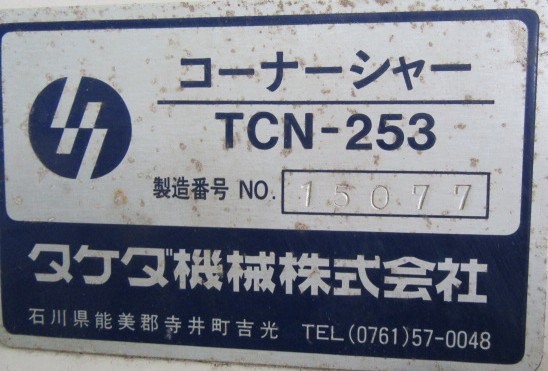 コーナーシャー
TCN-253
製造番号 NO. 15077
タケダ機械株式会社
石川県能美郡寺井町吉光 TEL(0761)57-0048